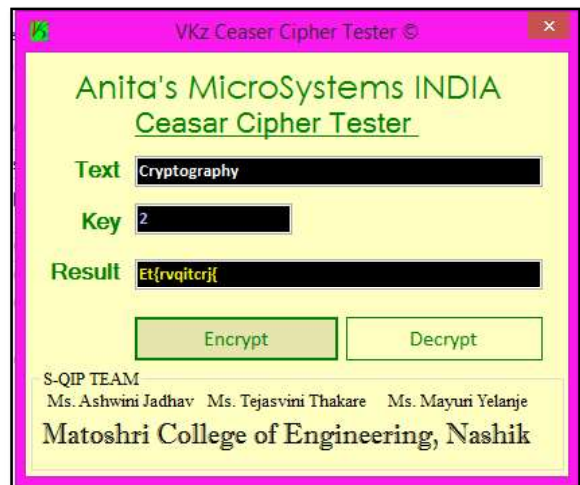 VKz Ceaser Cipher Tester ©
Anita's MicroSystems INDIA
Ceasar Cipher Tester
Text Cryptography
Key 2
Result Et{rvqitcrj{
Encrypt Decrypt
S-QIP TEAM
Ms. Ashwini Jadhav Ms. Tejasvini Thakare Ms. Mayuri Yelanje
Matoshri College of Engineering, Nashik